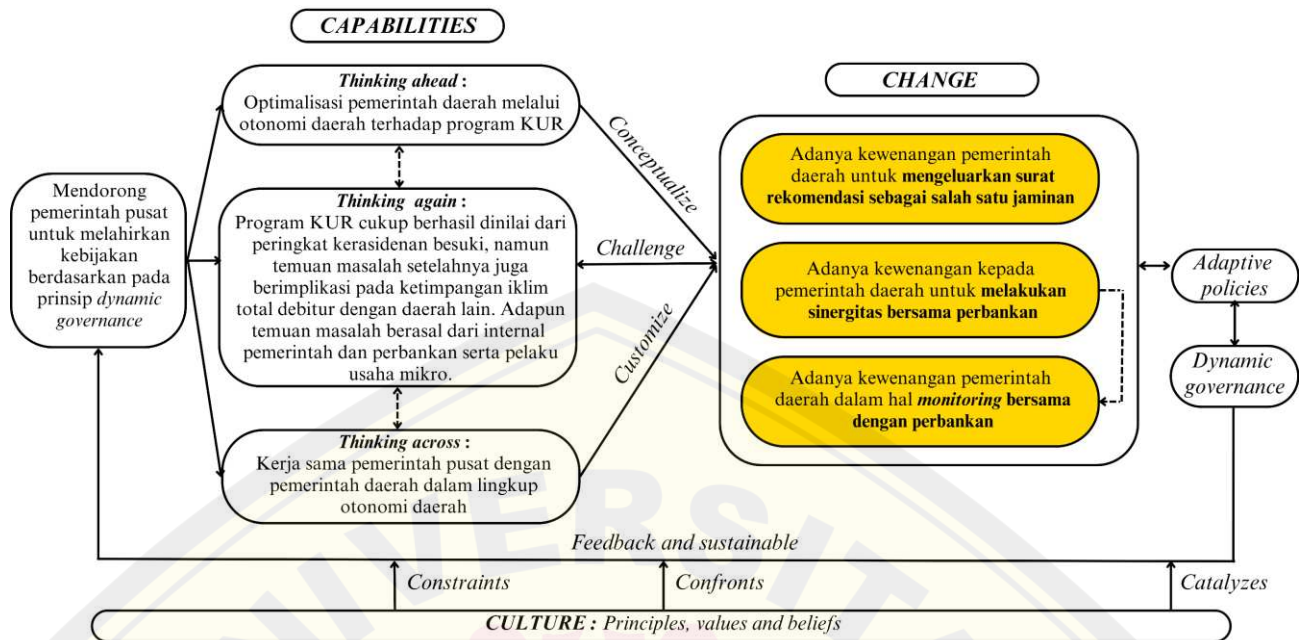 CAPABILITIES
Thinking ahead :
Optimalisasi pemerintah daerah melalui
otonomi daerah terhadap program KUR
CHANGE
Conceptualize
Adanya kewenangan pemerintah
daerah untuk mengeluarkan surat
rekomendasi sebagai salah satu jaminan
Mendorong
pemerintah pusat
untuk melahirkan
kebijakan
berdasarkan pada
prinsip dynamic
governance
Thinking again :
Program KUR cukup berhasil dinilai dari
peringkat kerasidenan besuki, namun
temuan masalah setelahnya juga
berimplikasi pada ketimpangan iklim
total debitur dengan daerah lain. Adapun
temuan masalah berasal dari internal
pemerintah dan perbankan serta pelaku
usaha mikro.
Challenge
Adanya kewenangan kepada
pemerintah daerah untuk melakukan
sinergitas bersama perbankan
Adaptive
policies
Customize
Adanya kewenangan pemerintah
daerah dalam hal monitoring bersama
dengan perbankan
Dynamic
governance
Thinking across :
Kerja sama pemerintah pusat dengan
pemerintah daerah dalam lingkup
otonomi daerah
Feedback and sustainable
Constraints
Confronts
Catalyzes
CULTURE : Principles, values and beliefs
UNIVERSITA